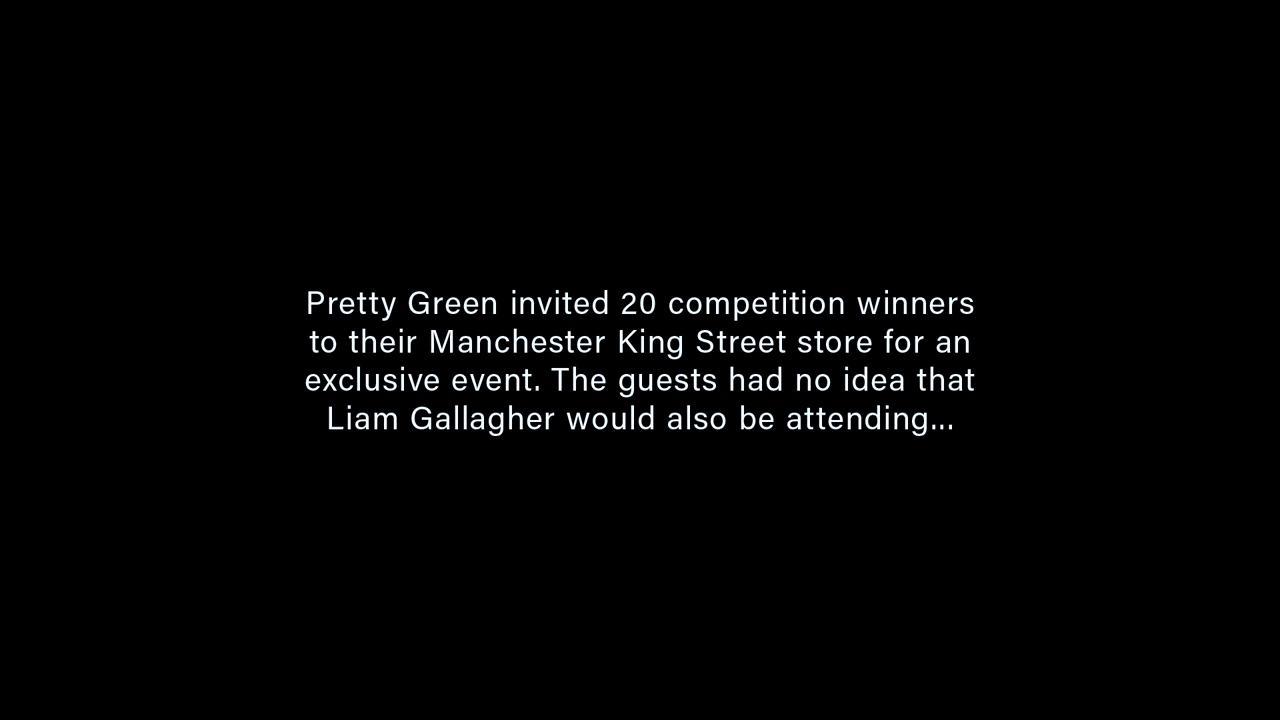 Pretty Green invited 20 competition winners
to their Manchester King Street store for an
exclusive event. The guests had no idea that
Liam Gallagher would also be attending...